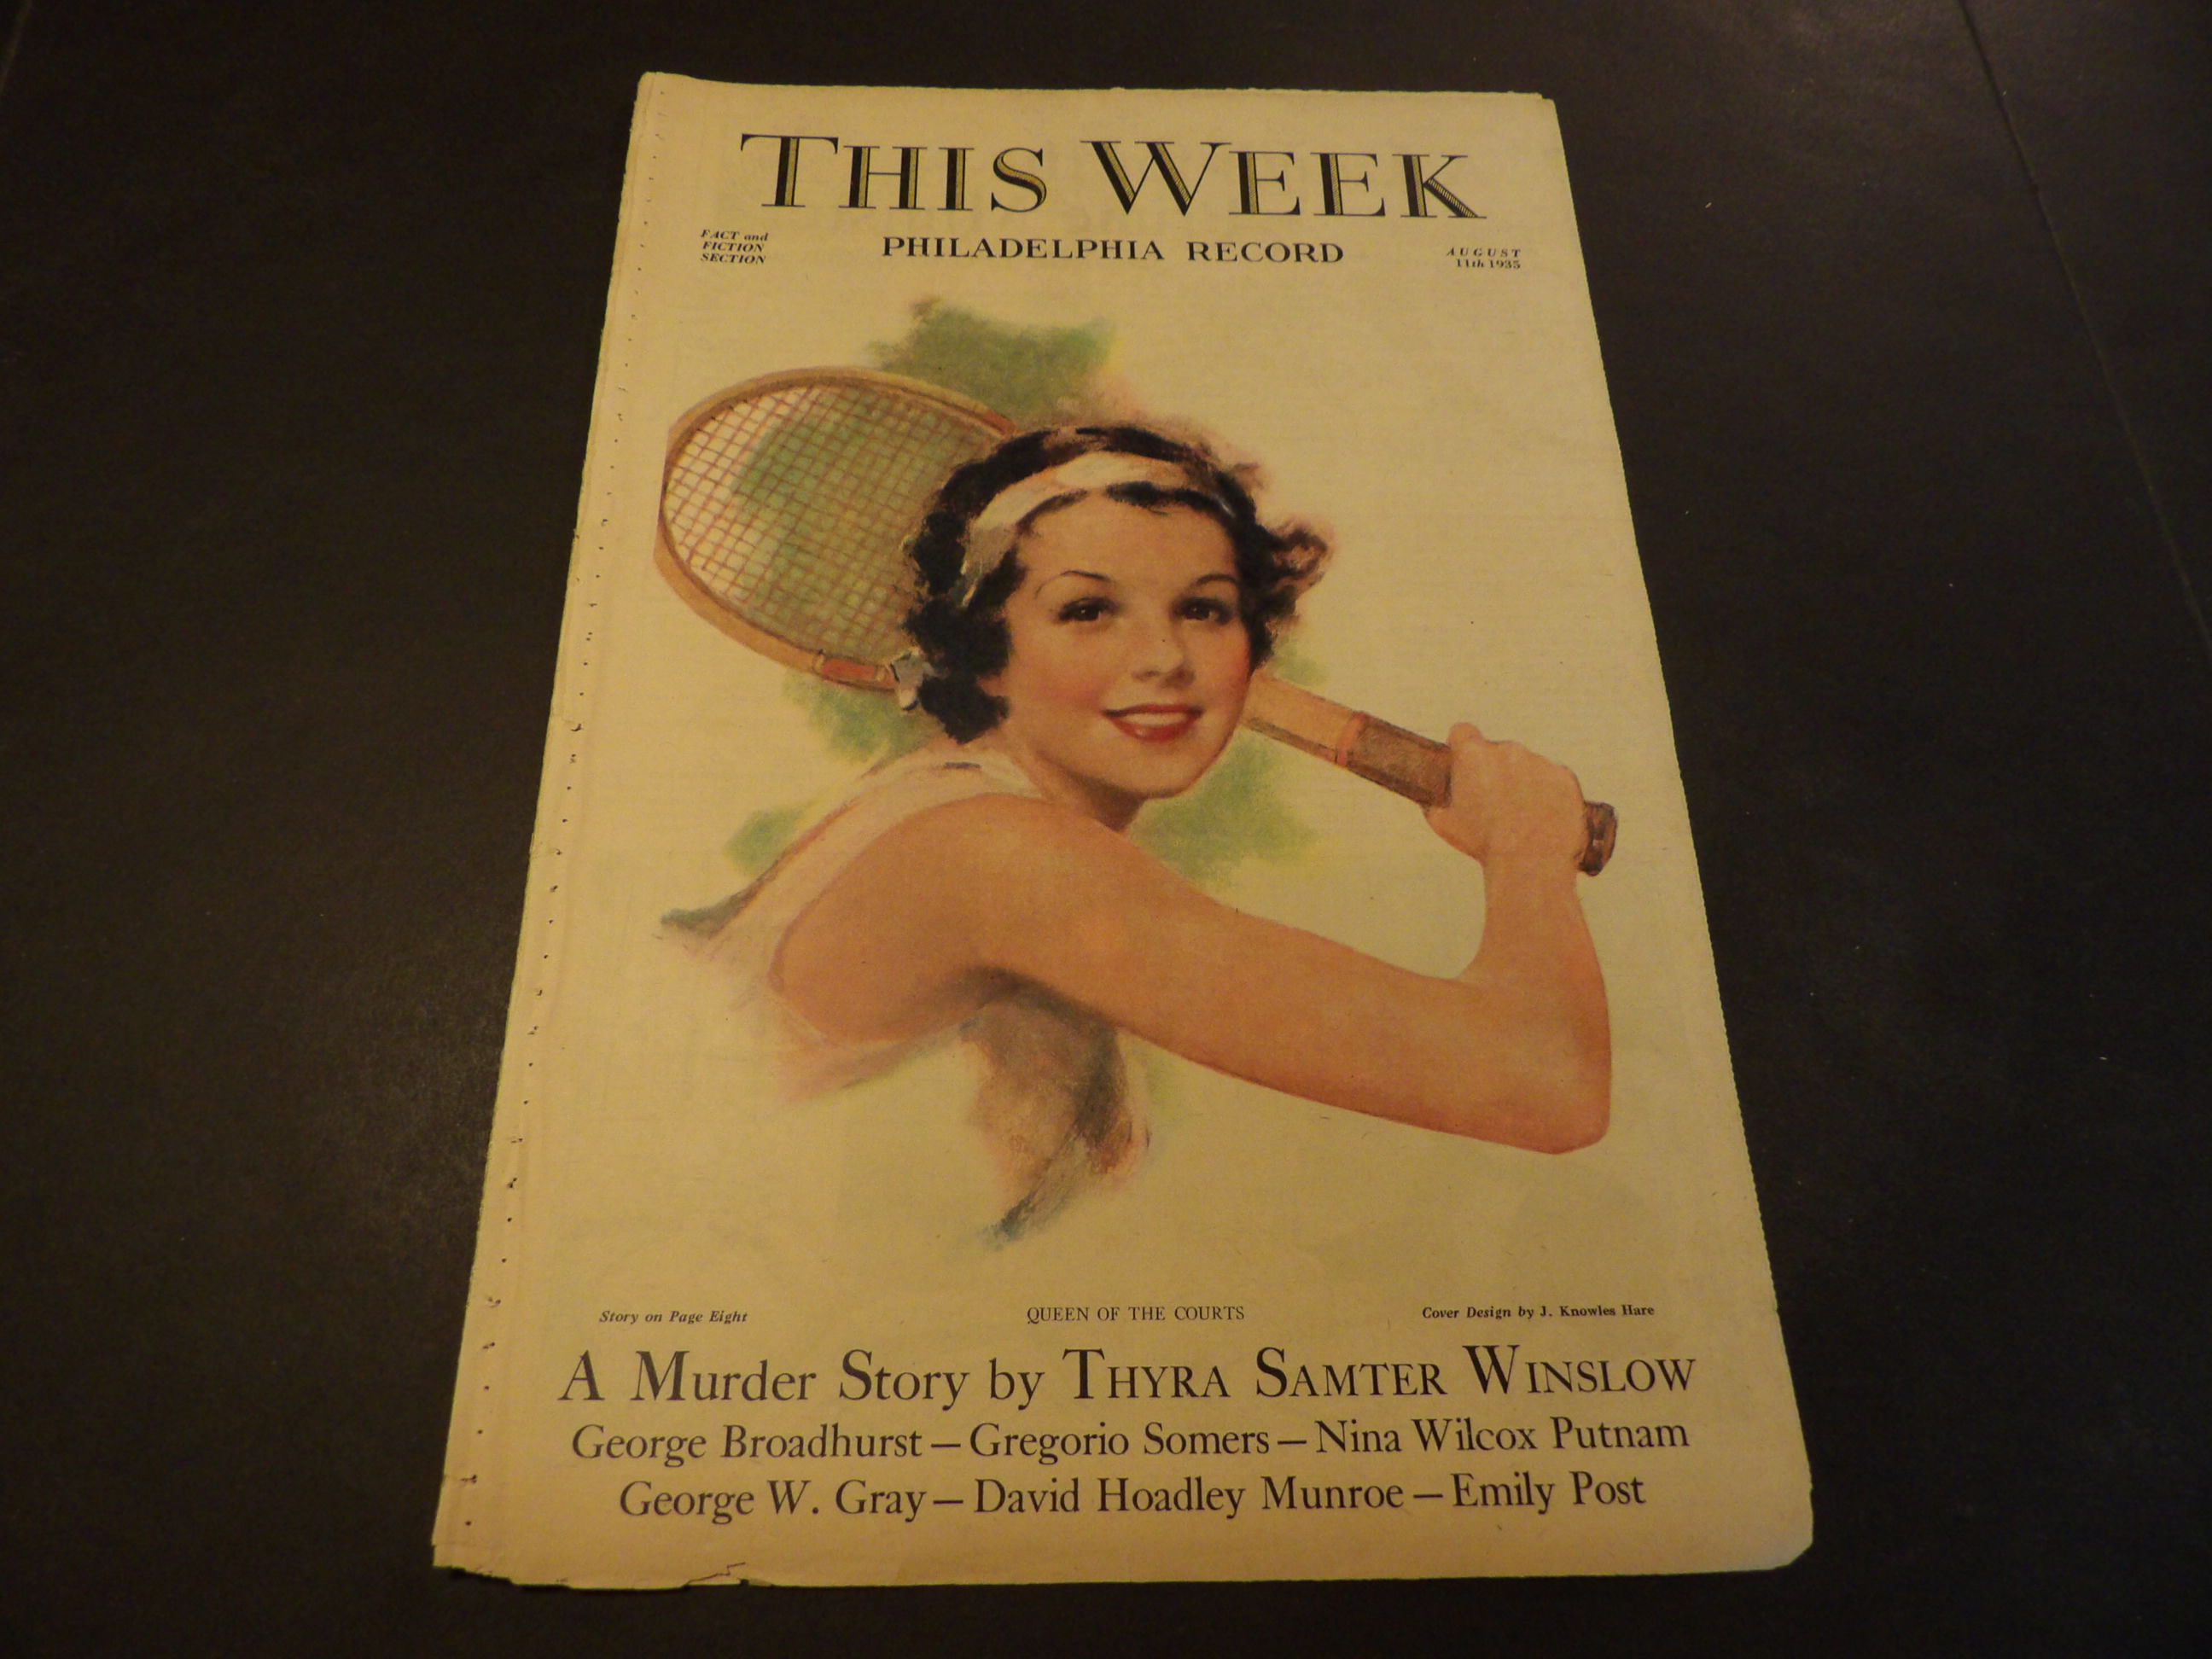 THIS WEEK
FACT and
FICTION
SECTION
PHILADELPHIA RECORD
AUGUST
11th 1935
Story on Page Eight
QUEEN OF THE COURTS
Cover Design by J. Knowles Hare
A Murder Story by THYRA SAMTER WINSLOW
George Broadhurst — Gregorio Somers — Nina Wilcox Putnam
George W. Gray — David Hoadley Munroe — Emily Post